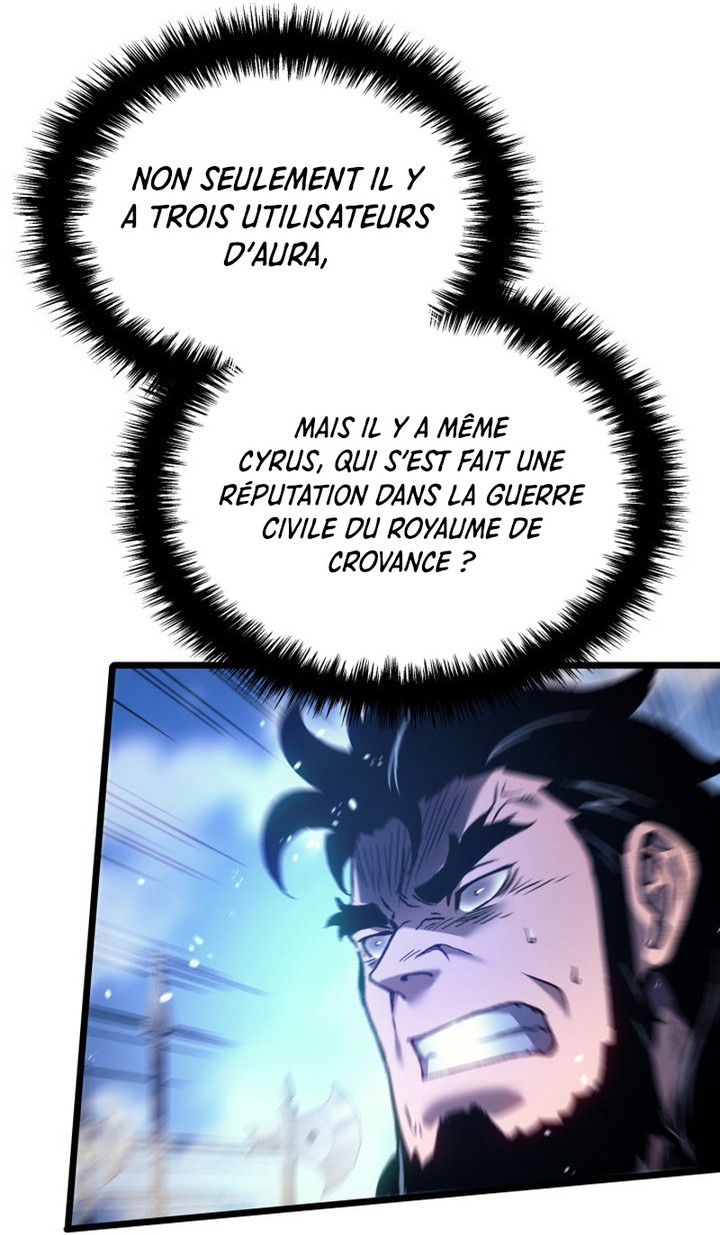 NON SEULEMENT IL Y
A TROIS UTILISATEURS
D'AURA,
MAIS IL Y A MÊME
CYRUS, QUI S'EST FAIT UNE
RÉPUTATION DANS LA GUERRE
CIVILE DU ROYAUME DE
CROVANCE ?